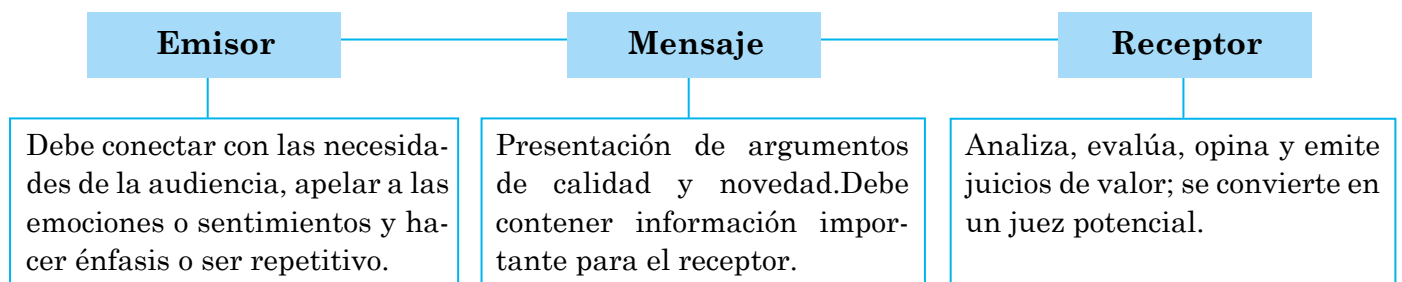 Emisor
Mensaje
Receptor
Debe conectar con las necesida-
des de la audiencia, apelar a las
emociones o sentimientos y ha-
cer énfasis o ser repetitivo.
Presentación de argumentos
de calidad y novedad.Debe
contener información impor-
tante para el receptor.
Analiza, evalúa, opina y emite
juicios de valor; se convierte en
un juez potencial.